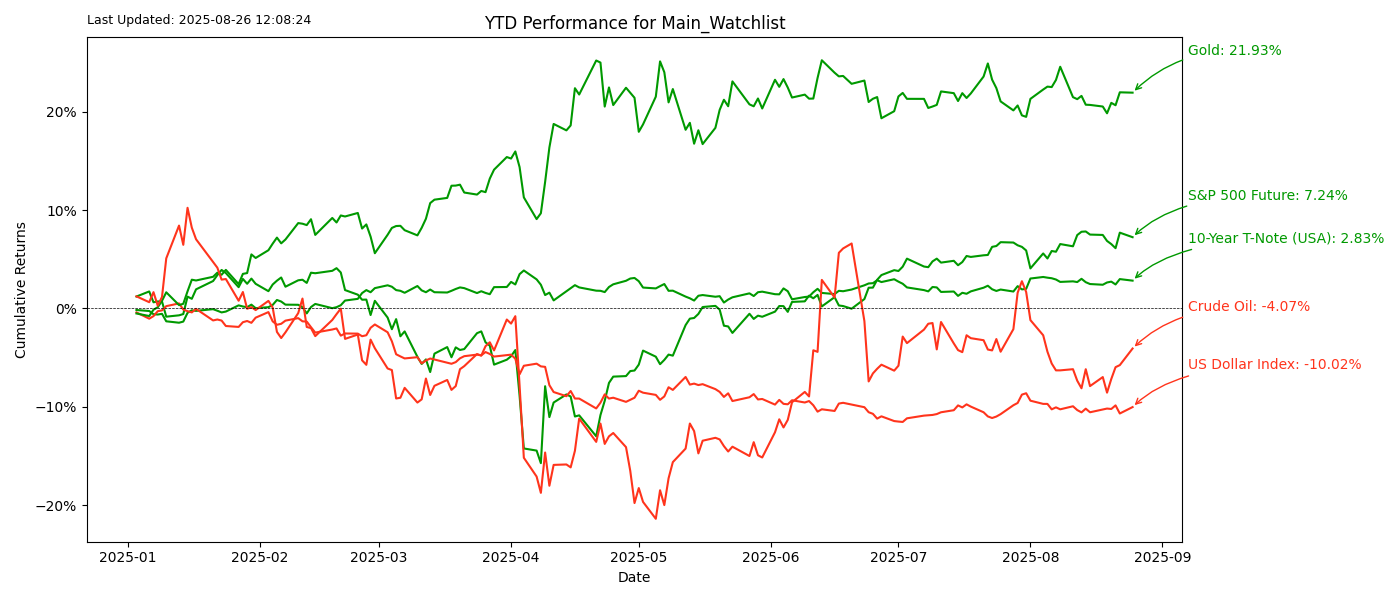 Last Updated: 2025-08-26 12:08:24
YTD Performance for Main_Watchlist
Gold: 21.93%
S&P 500 Future: 7.24%
10-Year T-Note (USA): 2.83%
Crude Oil: -4.07%
US Dollar Index: -10.02%
Cumulative Returns
20%
10%
0%
−10%
−20%
2025-01 2025-02 2025-03 2025-04 2025-05 2025-06 2025-07 2025-08 2025-09
Date